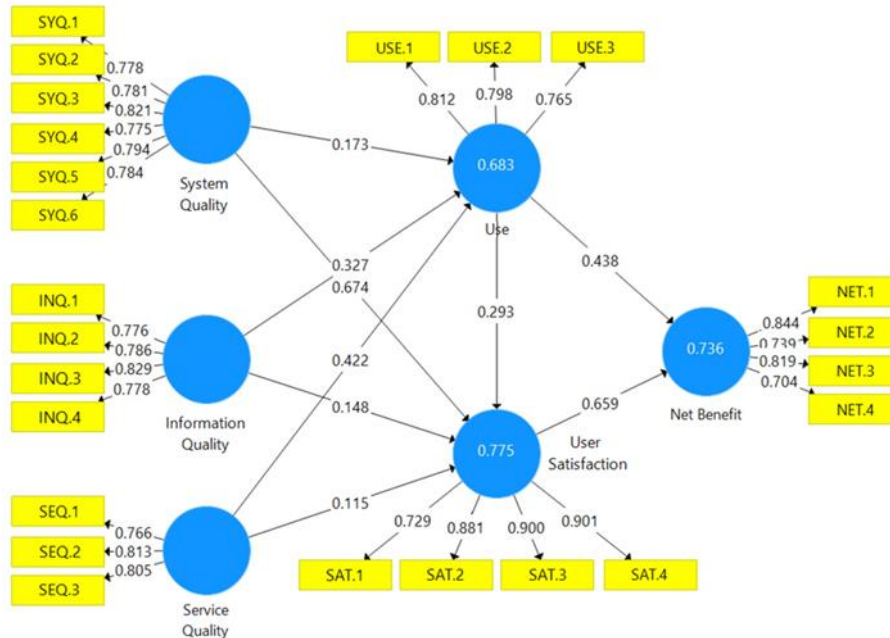 SYQ.1
SYQ.2
SYQ.3
SYQ.4
SYQ.5
SYQ.6
0.778
0.781
0.821
0.775
0.794
0.784
System
Quality
USE.1
USE.2
USE.3
0.812
0.798
0.765
0.683
Use
0.173
0.327
0.674
0.422
0.293
0.438
INQ.1
INQ.2
INQ.3
INQ.4
0.776
0.786
0.829
0.778
Information
Quality
0.148
0.115
0.659
0.736
Net Benefit
0.844
0.739
0.819
0.704
NET.1
NET.2
NET.3
NET.4
SEQ.1
SEQ.2
SEQ.3
0.766
0.813
0.805
Service
Quality
0.775
User
Satisfaction
0.729
0.881
0.900
0.901
SAT.1
SAT.2
SAT.3
SAT.4